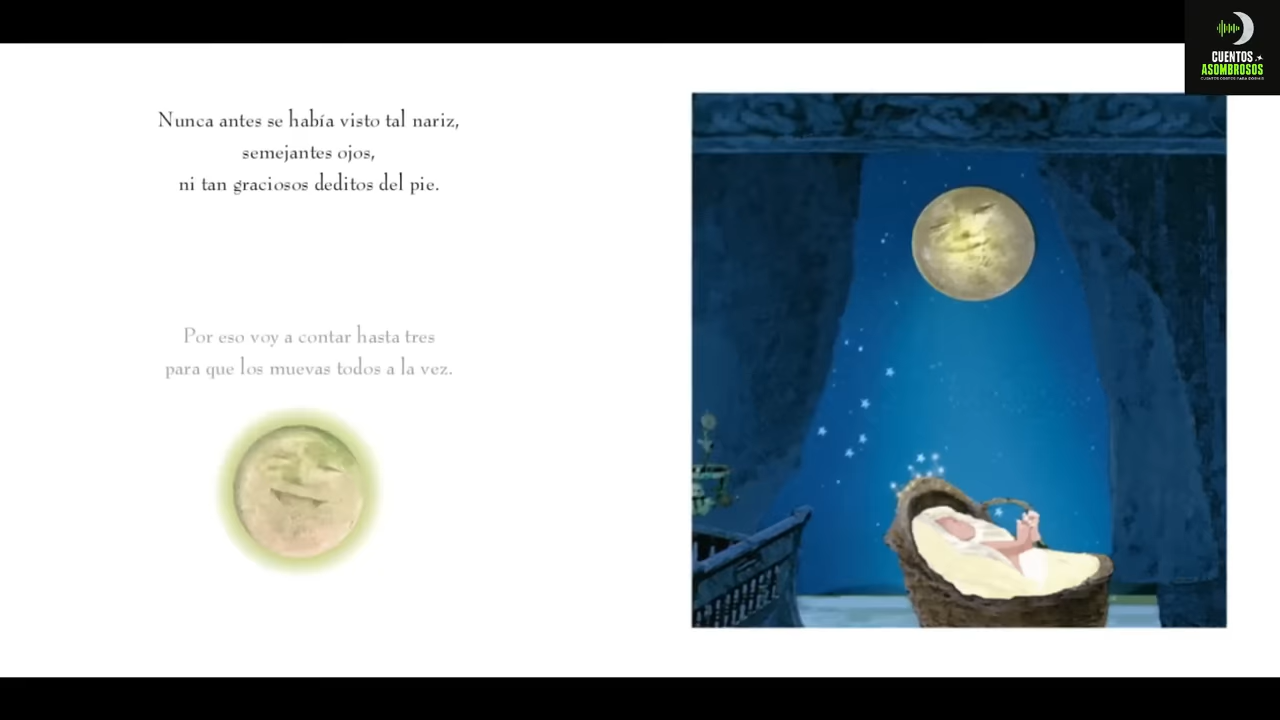 Nunca antes se había visto tal nariz,
semejantes ojos,
ni tan graciosos deditos del pie.
Por eso voy a contar hasta tres
para que los muevas todos a la vez.
CUENTOS
ASOMBROSOS